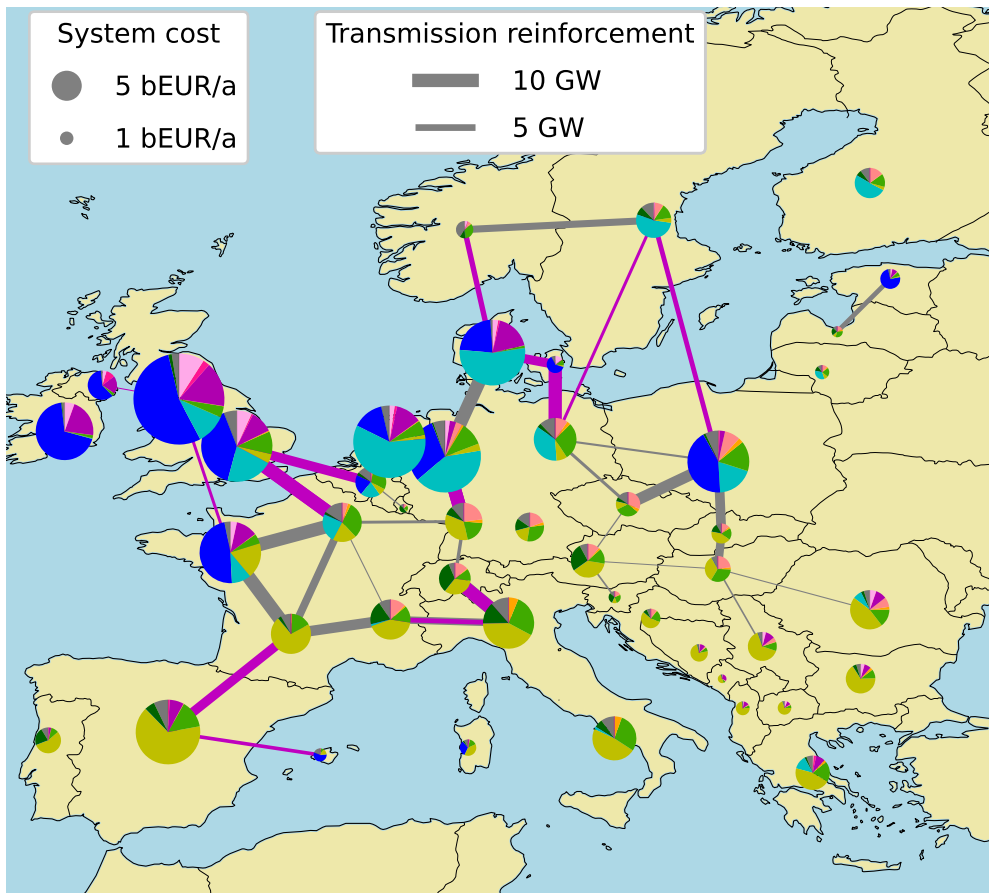 System cost
5 bEUR/a
1 bEUR/a
Transmission reinforcement
10 GW
5 GW